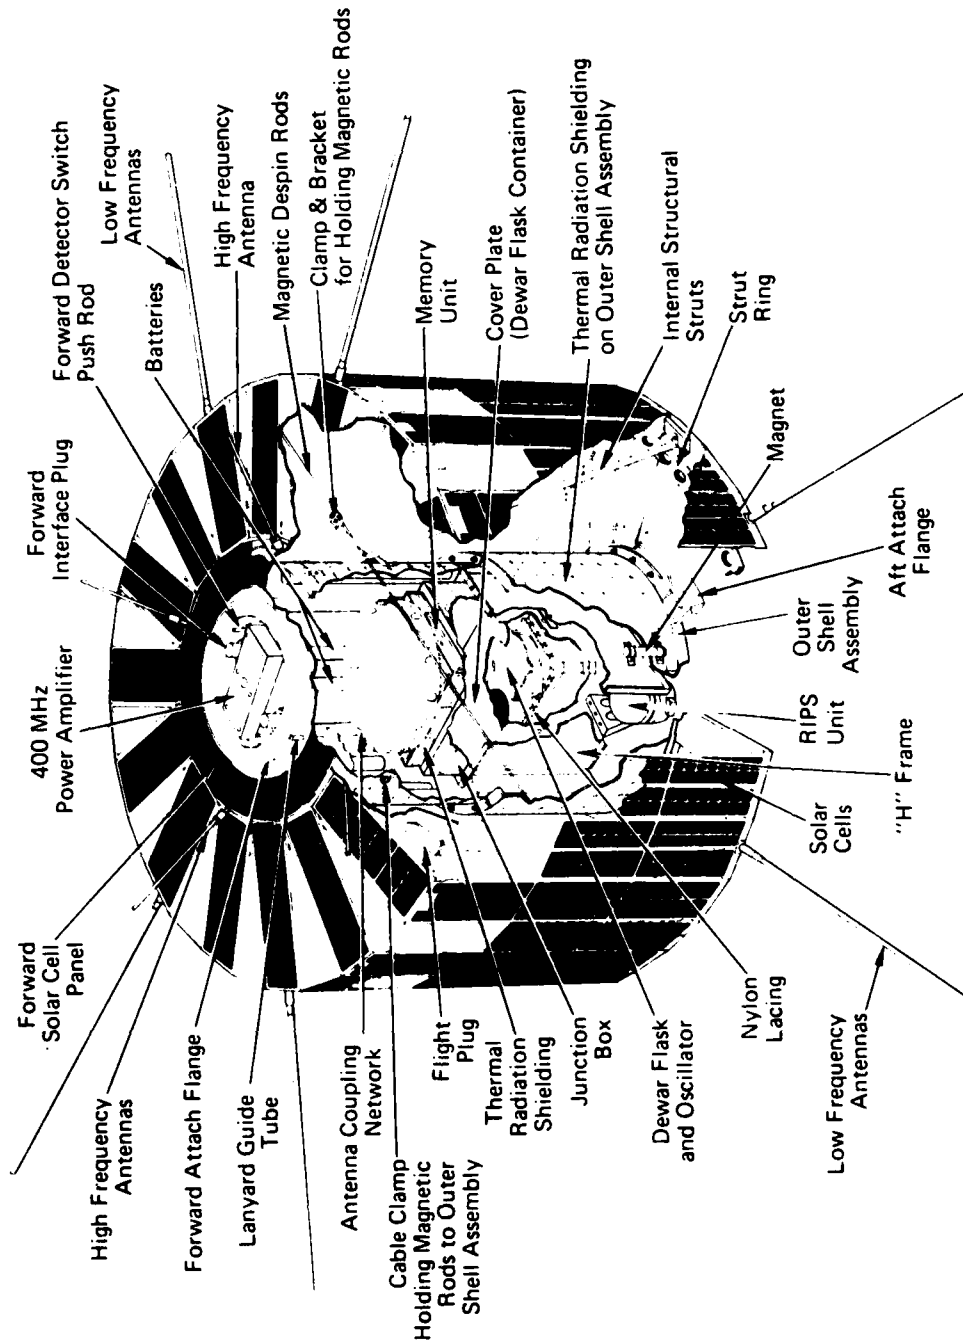 Forward
Solar Cell
Panel
400 MHz
Power Amplifier
Forward
Interface Plug
Forward Detector Switch
Push Rod
Batteries
Low Frequency
Antennas
High Frequency
Antenna
Magnetic Despin Rods
Clamp & Bracket
for Holding Magnetic Rods
Memory
Unit
Cover Plate
(Dewar Flask Container)
Thermal Radiation Shielding
on Outer Shell Assembly
Internal Structural
Struts
Strut
Ring
Magnet
Aft Attach
Flange
Outer
Shell
Assembly
RIPS
Unit
"H" Frame
Solar
Cells
High Frequency
Antennas
Forward Attach Flange
Lanyard Guide
Tube
Antenna Coupling
Network
Cable Clamp
Holding Magnetic
Rods to Outer
Shell Assembly
Flight
Plug
Thermal
Radiation
Shielding
Junction
Box
Dewar Flask
and Oscillator
Nylon
Lacing
Low Frequency
Antennas